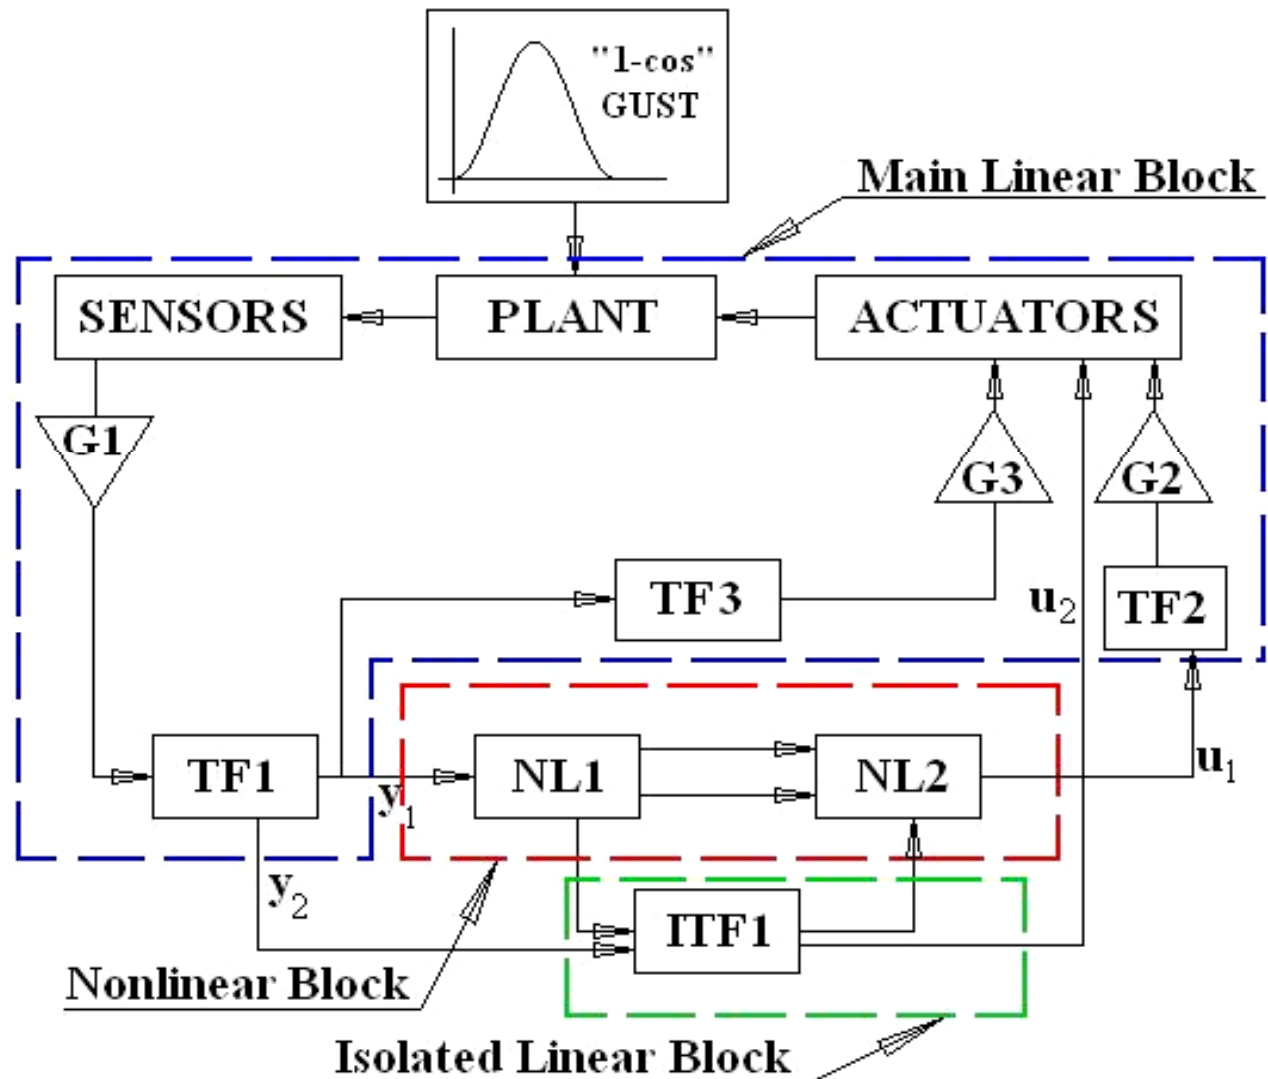 "1-cos"
GUST
Main Linear Block
SENSORS
PLANT
ACTUATORS
G1
G3
G2
TF3
u2
TF2
TF1
NL1
NL2
u1
y1
y2
ITF1
Nonlinear Block
Isolated Linear Block